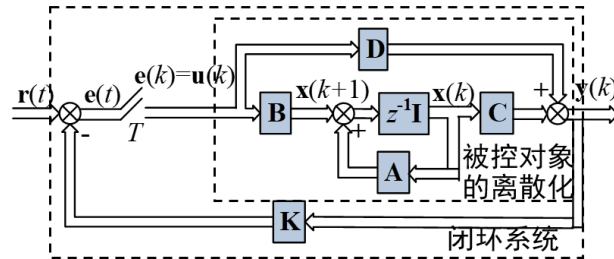 D
e(k)=u(k)
r(t)
e(t)
x(k+1)
x(k)
+
y(k)
B
z⁻¹I
C
-
T
+
A
被控对象
的离散化
K
闭环系统